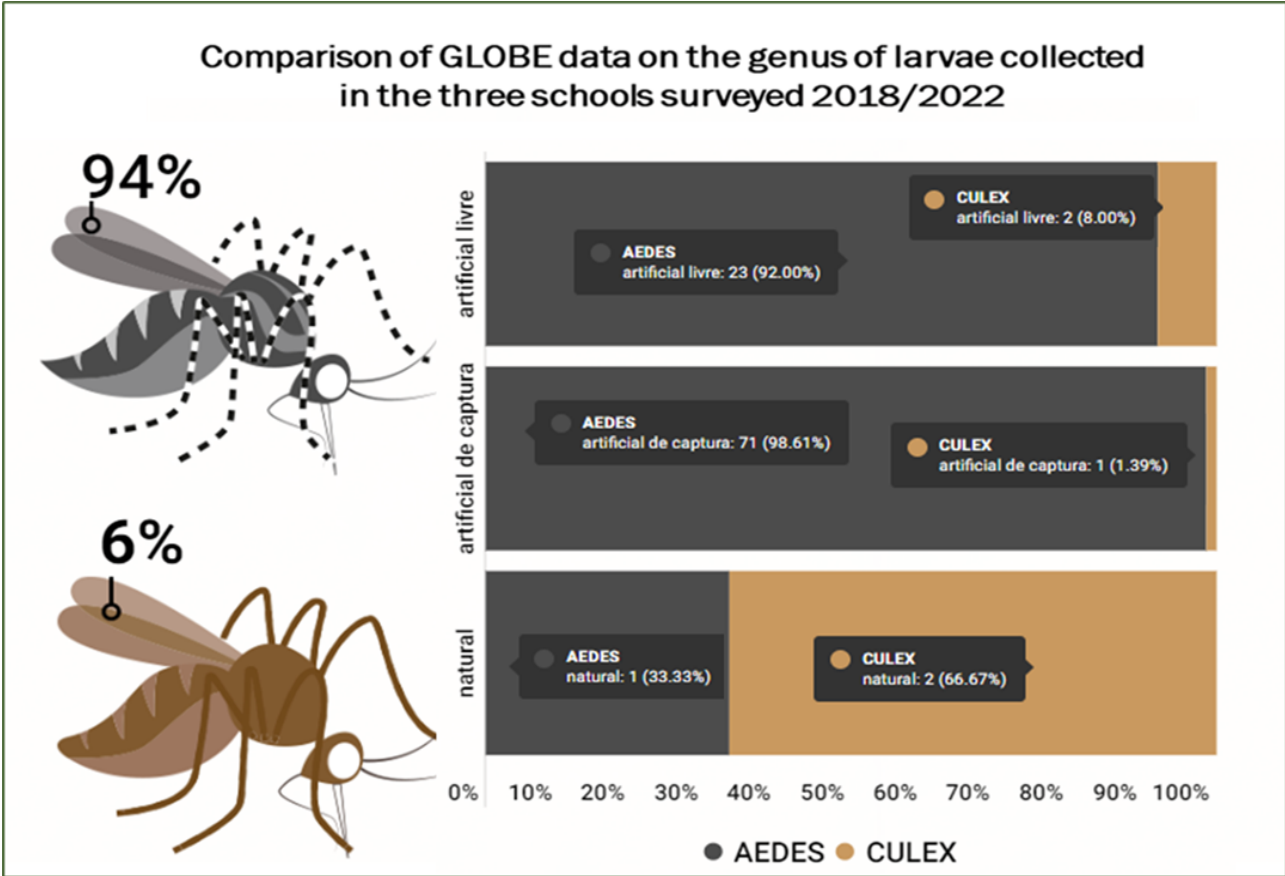 Comparison of GLOBE data on the genus of larvae collected
in the three schools surveyed 2018/2022
94%
6%
artificial livre
AEDES
artificial livre: 23 (92.00%)
CULEX
artificial livre: 2 (8.00%)
artificial de captura
AEDES
artificial de captura: 71 (98.61%)
CULEX
artificial de captura: 1 (1.39%)
natural
AEDES
natural: 1 (33.33%)
CULEX
natural: 2 (66.67%)
0% 10% 20% 30% 40% 50% 60% 70% 80% 90% 100%
AEDES CULEX